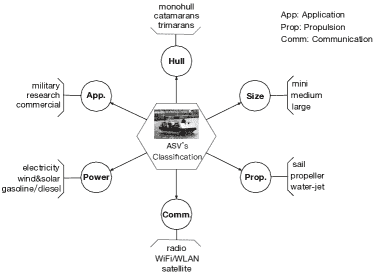 monohull
catamarans
trimarans
App: Application
Prop: Propulsion
Comm: Communication
Hull
military
research
commercial
App.
Size
mini
medium
large
ASV's
Classification
electricity
wind&solar
gasoline/diesel
Power
Prop.
sail
propeller
water-jet
Comm.
radio
WiFi/WLAN
satellite